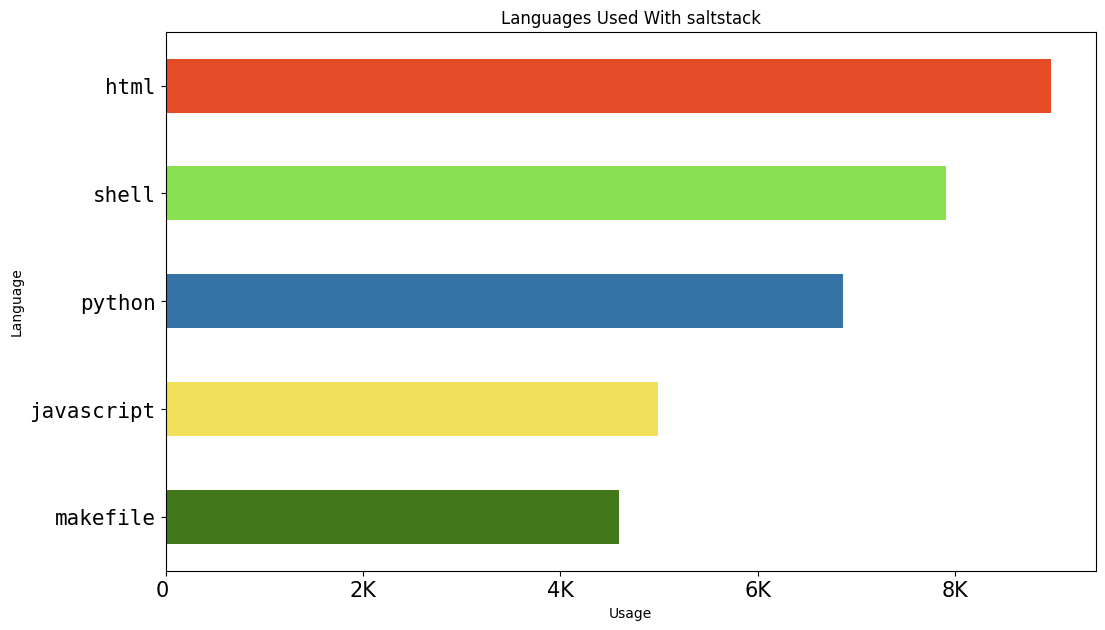 Languages Used With saltstack
html
shell
python
javascript
makefile
Language
0 2K 4K 6K 8K
Usage